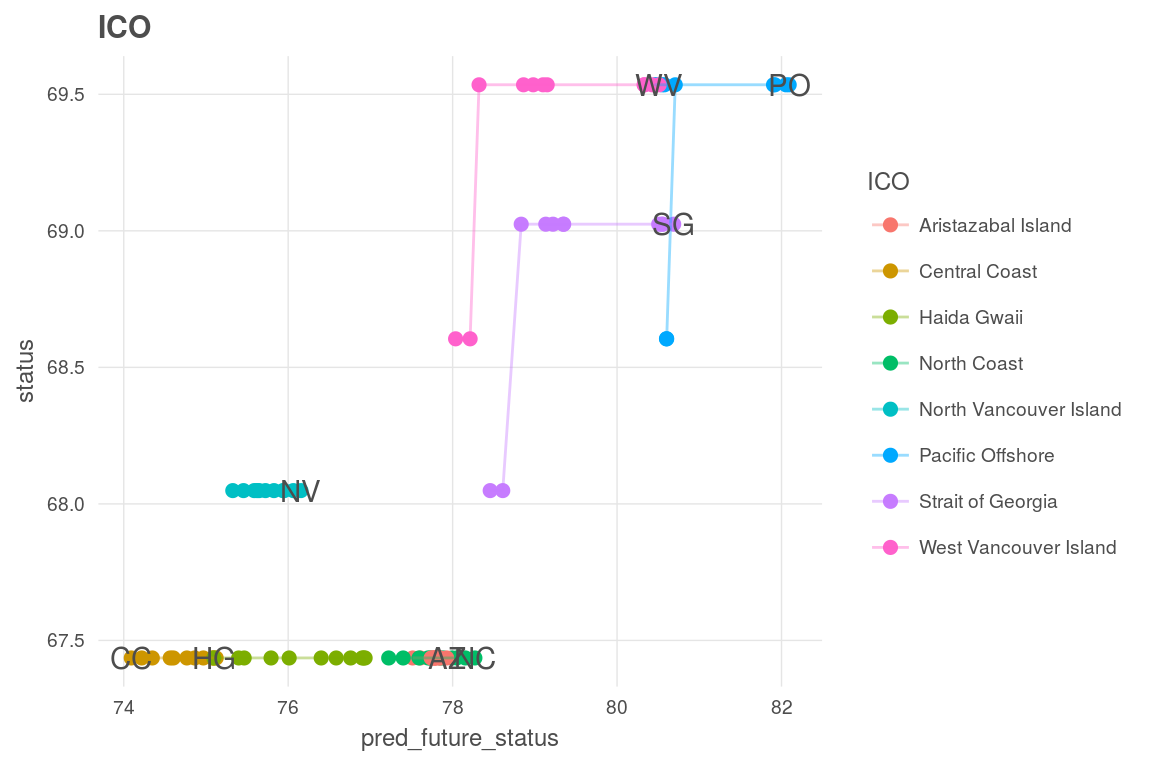 ICO
69.5
69.0
68.5
68.0
67.5
status
WV
PO
SG
NV
CC
HG
AZ
NC
74
76
78
80
82
pred_future_status
ICO
Aristazabal Island
Central Coast
Haida Gwaii
North Coast
North Vancouver Island
Pacific Offshore
Strait of Georgia
West Vancouver Island